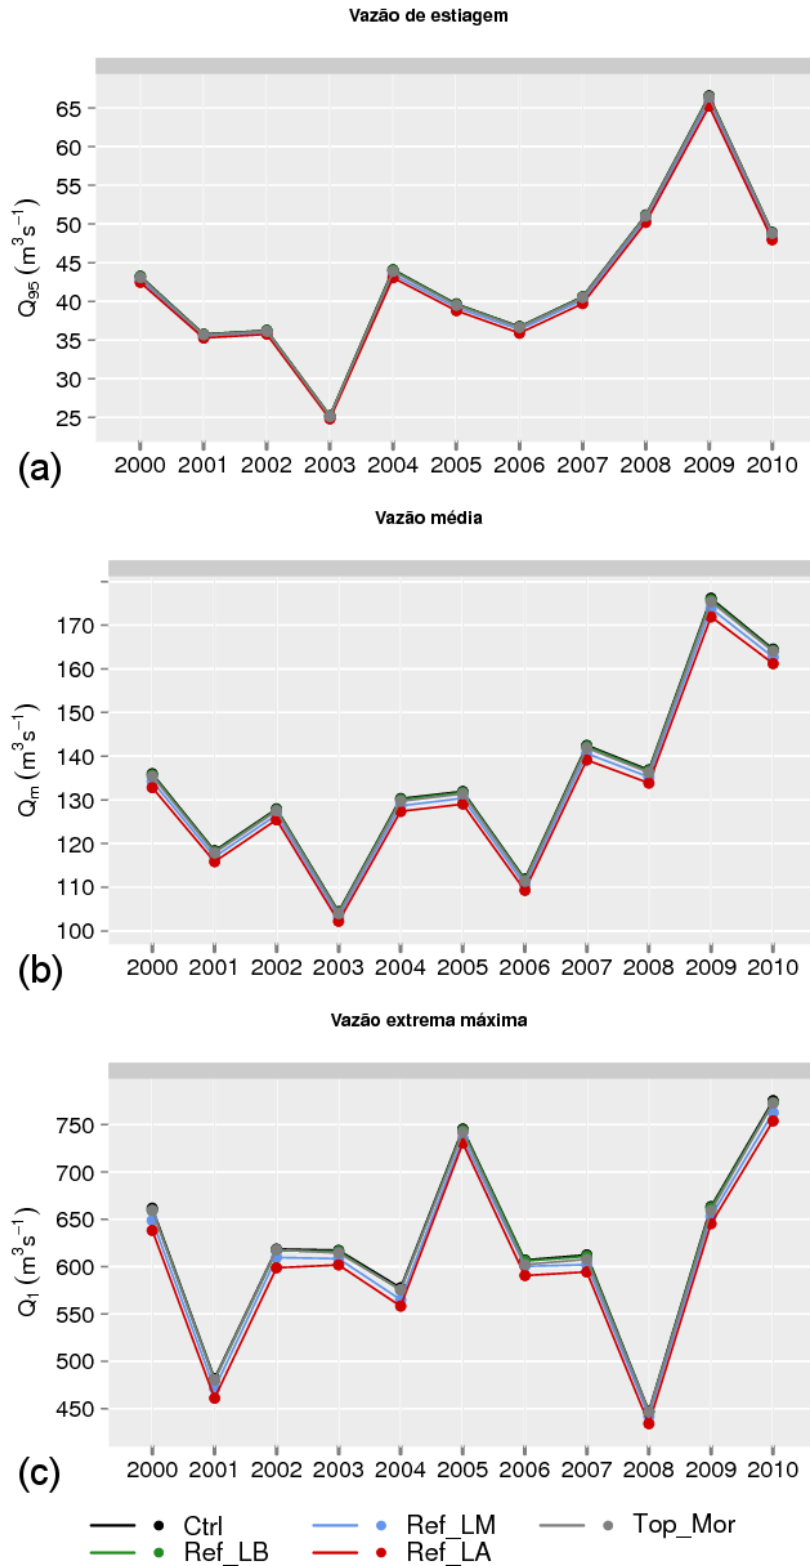 Vazão de estiagem
65
60
55
50
45
40
35
30
25
Q95 (m³s⁻¹)
2000 2001 2002 2003 2004 2005 2006 2007 2008 2009 2010
(a)
Vazão média
170
160
150
140
130
120
110
100
Qm (m³s⁻¹)
2000 2001 2002 2003 2004 2005 2006 2007 2008 2009 2010
(b)
Vazão extrema máxima
750
700
650
600
550
500
450
Q1 (m³s⁻¹)
2000 2001 2002 2003 2004 2005 2006 2007 2008 2009 2010
(c)
Ctrl Ref_LM Top_Mor
Ref_LB Ref_LA